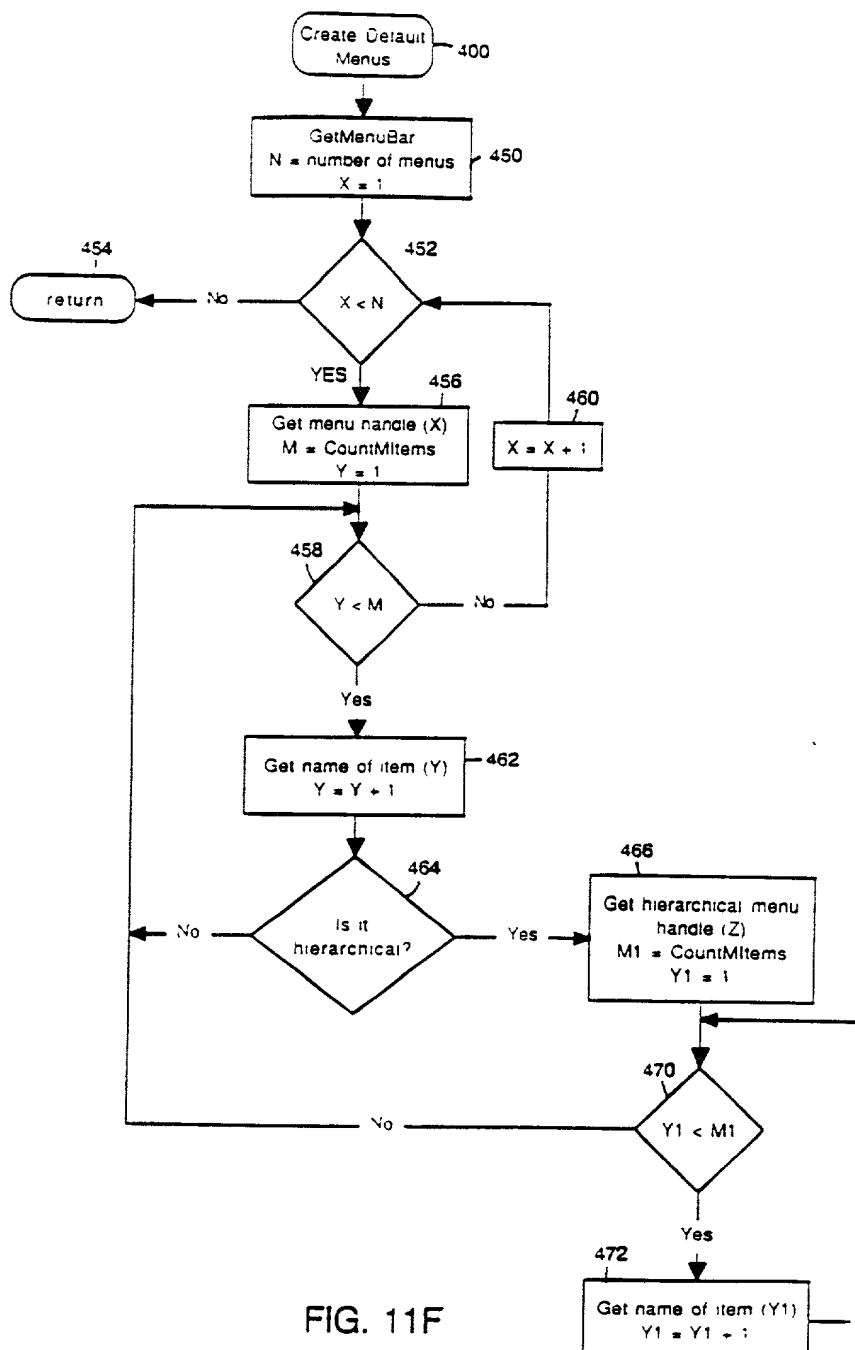 Create Default
Menus
400
GetMenuBar
N = number of menus
X = 1
450
454
452
return
No
X < N
YES
456
460
Get menu handle (X)
M = CountMItems
Y = 1
X = X + 1
458
Y < M
No
Yes
Get name of item (Y)
Y = Y + 1
462
464
466
No
Is it
hierarchical?
Yes
Get hierarchical menu
handle (Z)
M1 = CountMItems
Y1 = 1
470
No
Y1 < M1
Yes
472
Get name of item (Y1)
Y1 = Y1 + 1
FIG. 11F